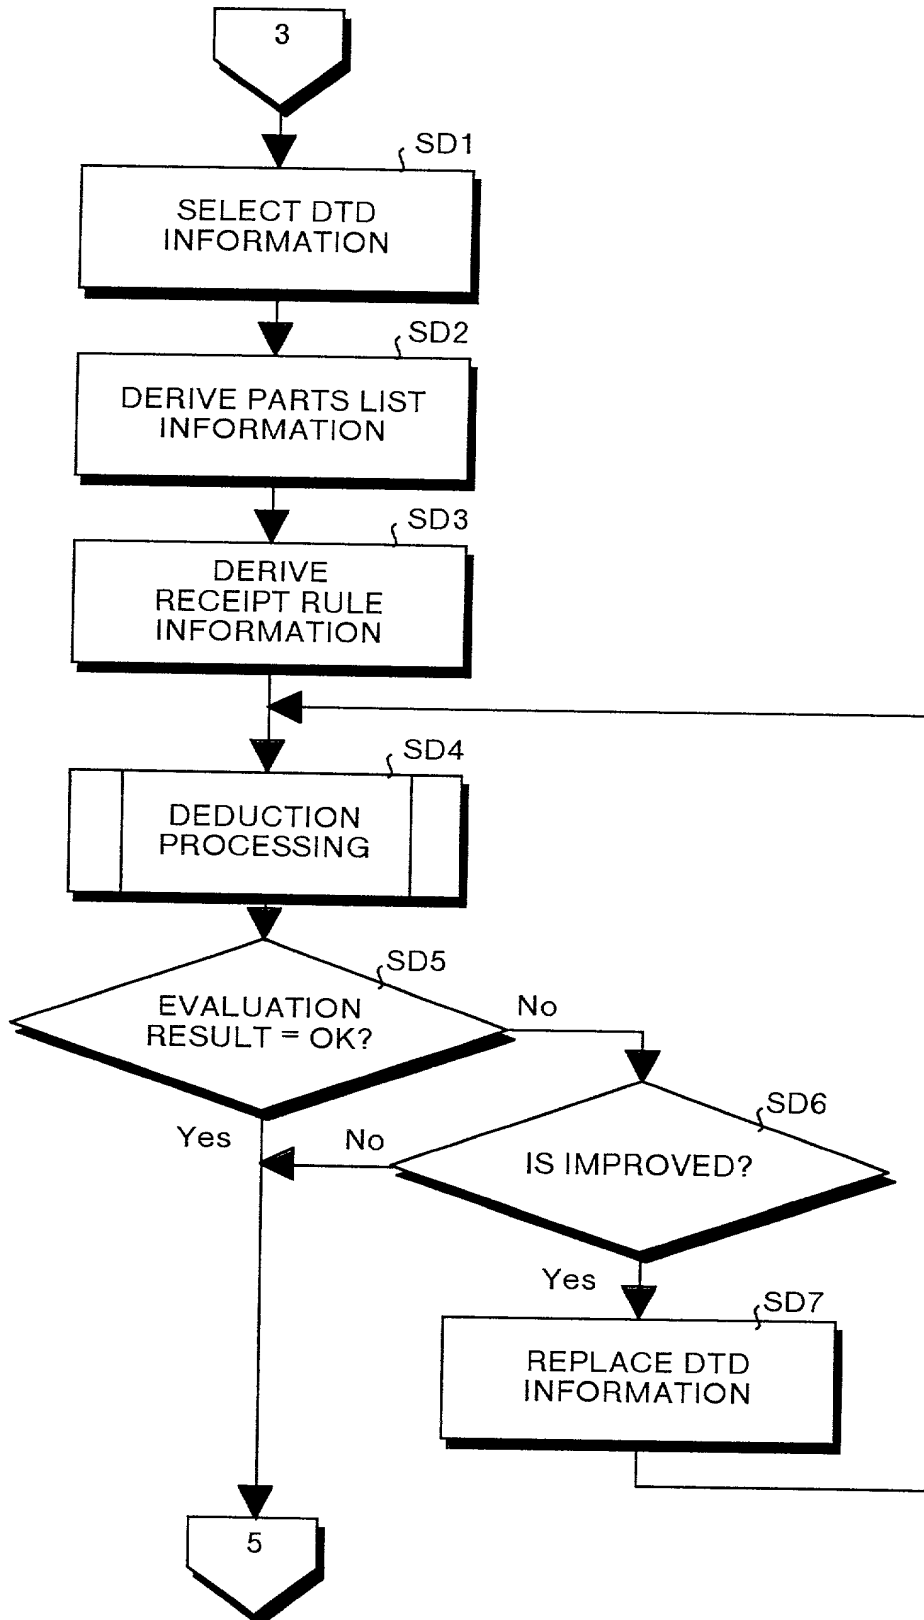 3
SD1
SELECT DTD
INFORMATION
SD2
DERIVE PARTS LIST
INFORMATION
SD3
DERIVE
RECEIPT RULE
INFORMATION
SD4
DEDUCTION
PROCESSING
SD5
EVALUATION
RESULT = OK?
No
Yes
SD6
No
IS IMPROVED?
Yes
SD7
REPLACE DTD
INFORMATION
5